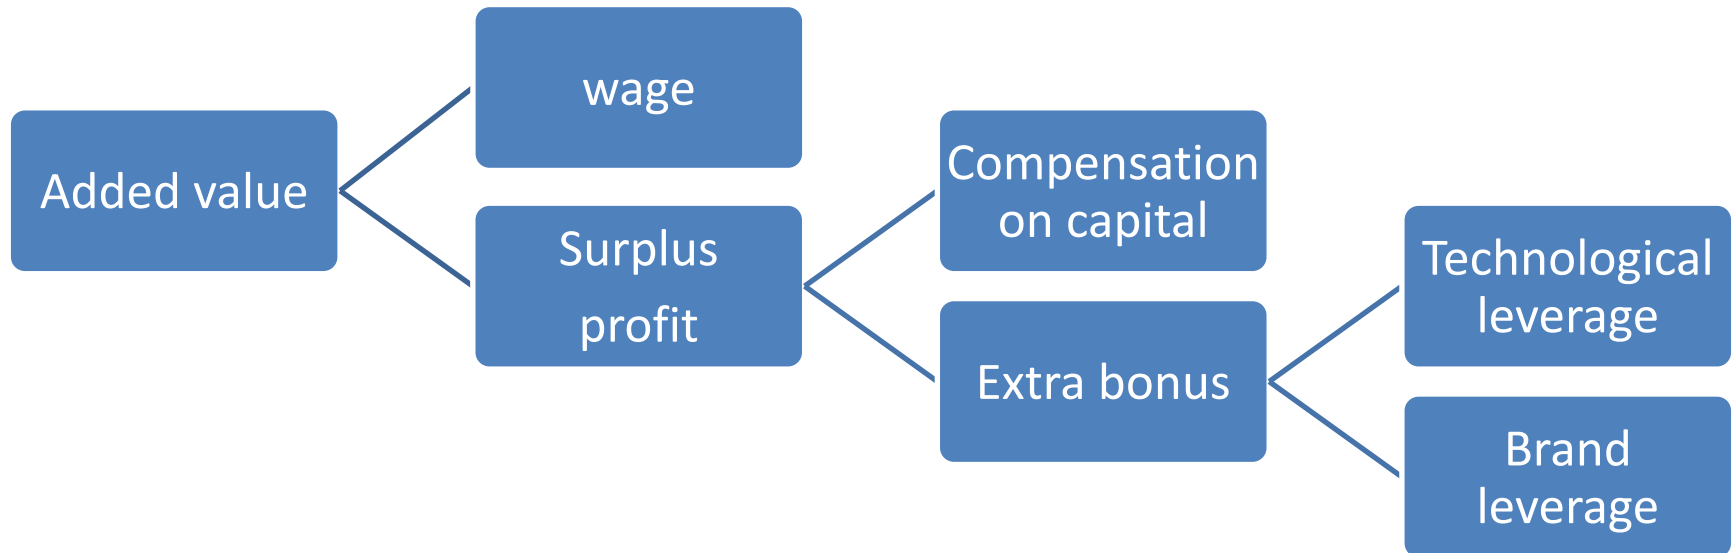 Added value
wage
Surplus
profit
Compensation
on capital
Extra bonus
Technological
leverage
Brand
leverage